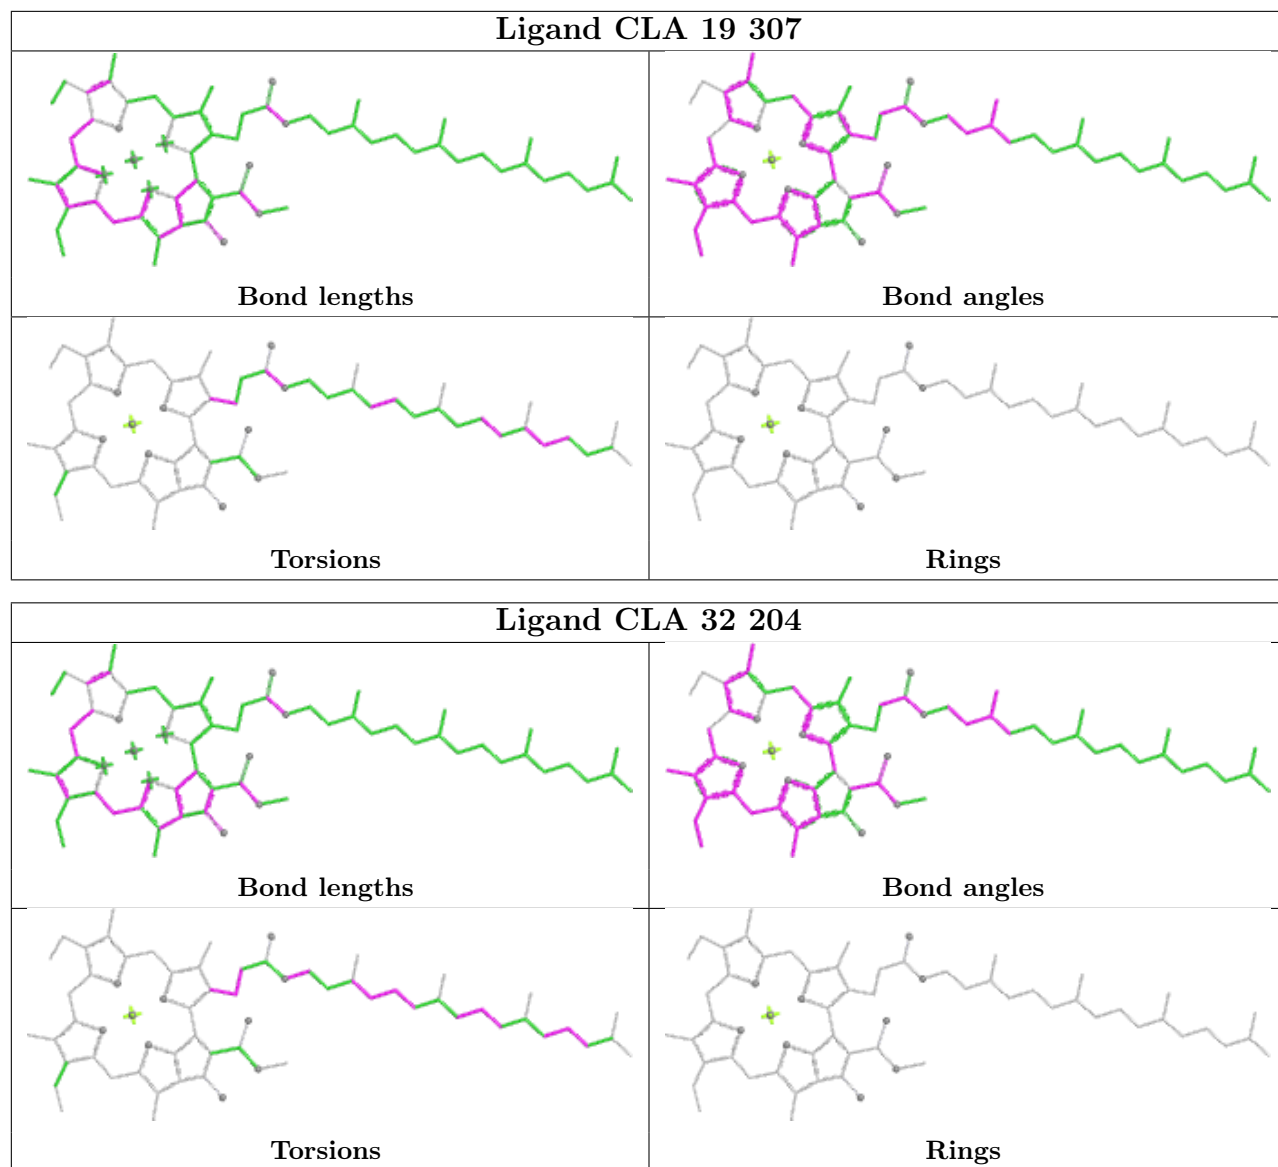 Ligand CLA 19 307
Bond lengths
Bond angles
Torsions
Rings
Ligand CLA 32 204
Bond lengths
Bond angles
Torsions
Rings